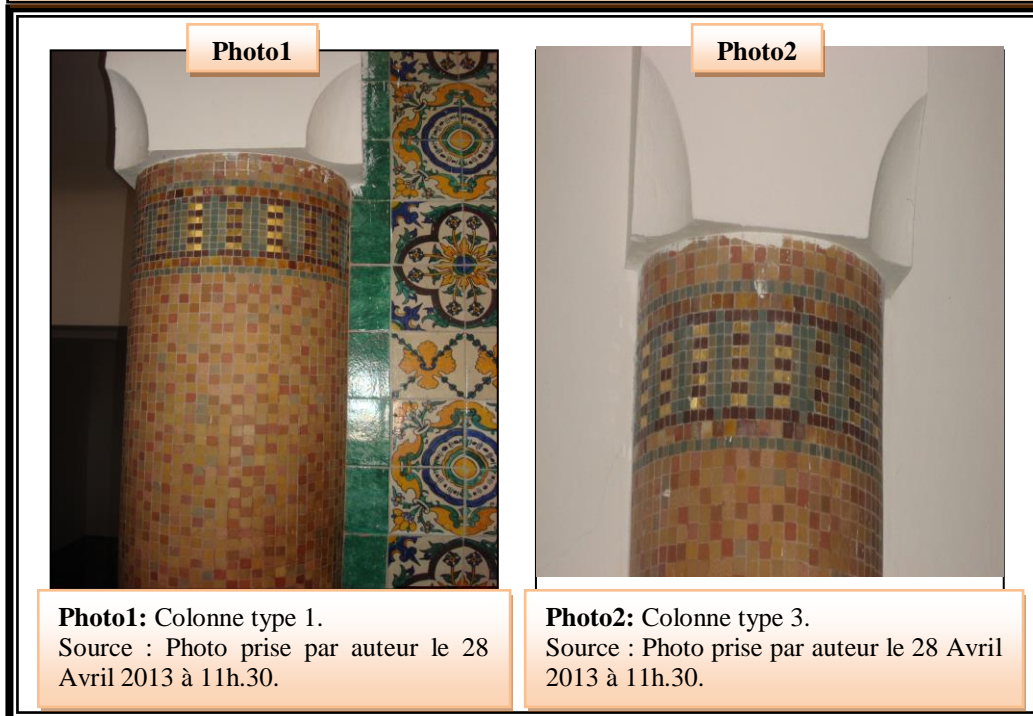 Photo1
Photo2
Photo1: Colonne type 1.
Source : Photo prise par auteur le 28
Avril 2013 à 11h.30.
Photo2: Colonne type 3.
Source : Photo prise par auteur le 28 Avril
2013 à 11h.30.